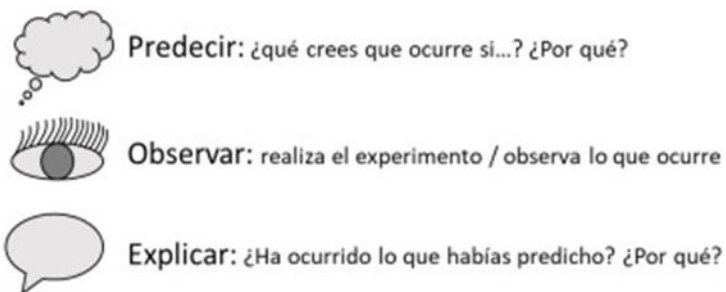 Predecir: ¿qué crees que ocurre si...? ¿Por qué?
Observar: realiza el experimento / observa lo que ocurre
Explicar: ¿Ha ocurrido lo que habías predicho? ¿Por qué?